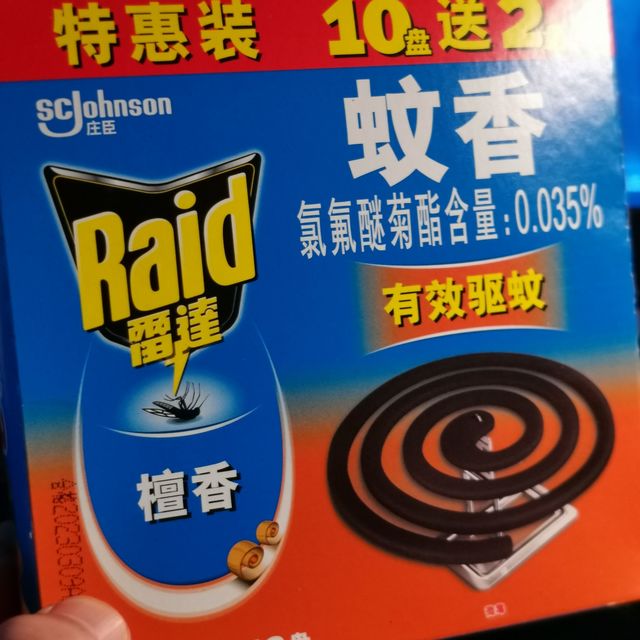 特惠装 10盘送2
SCJohnson
庄臣
蚊香
氯氟醚菊酯含量:0.035%
Raid
雷達
有效驱蚊
檀香